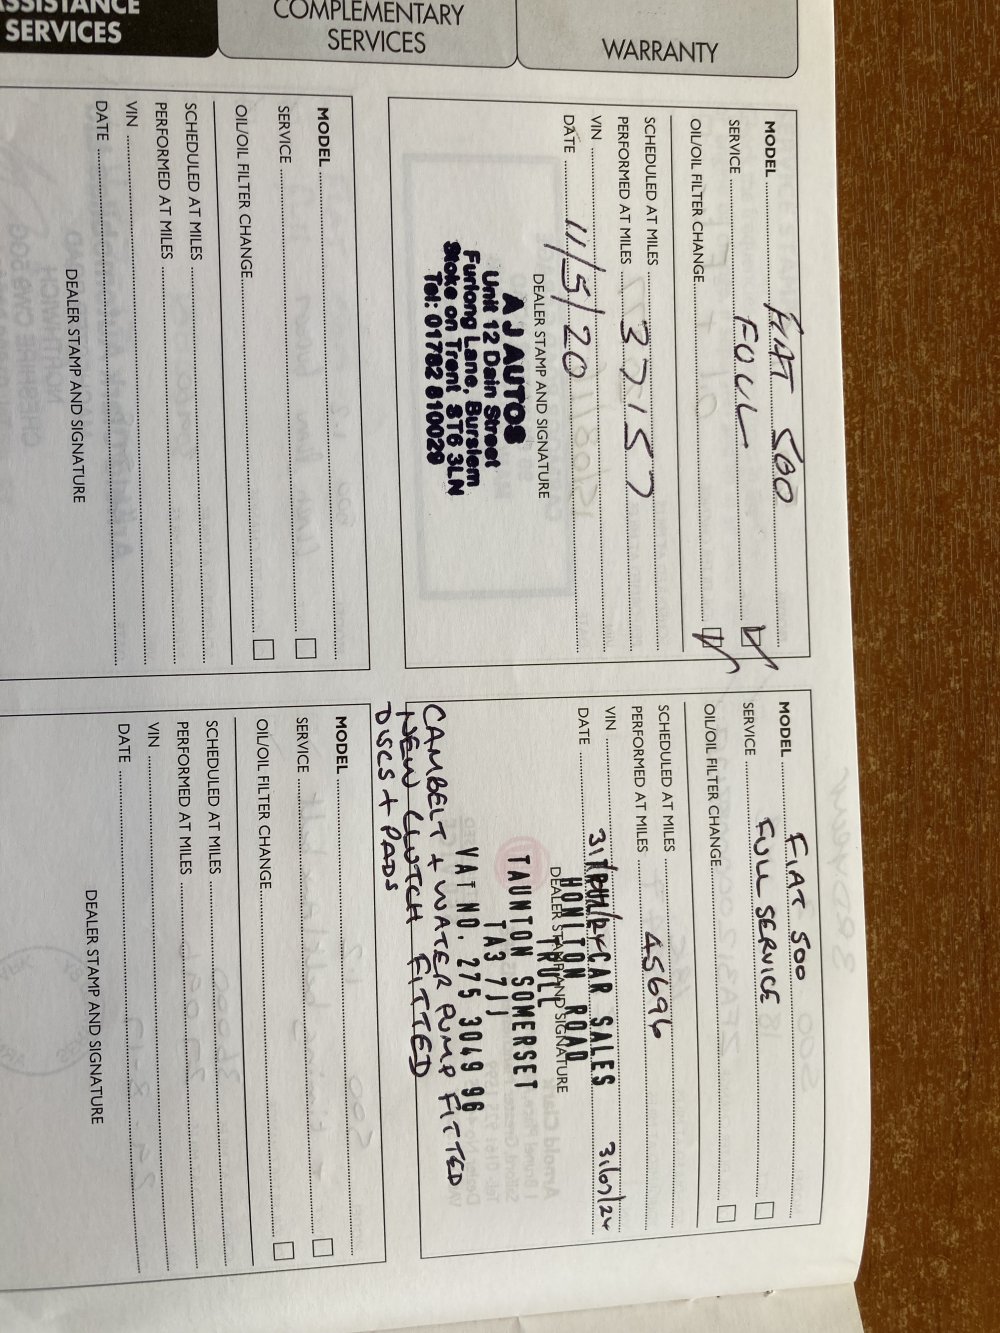 ASSISTANCE
SERVICES
COMPLEMENTARY
SERVICES
WARRANTY
MODEL FIAT 500
SERVICE FULL
OIL/OIL FILTER CHANGE
SCHEDULED AT MILES
PERFORMED AT MILES 37157
VIN
DATE 11/5/20
DEALER STAMP AND SIGNATURE
A J AUTOS
Unit 12 Dain Street
Furlong Lane, Burslem
Stoke on Trent ST6 3LN
Tel: 01782 810029
MODEL FIAT 500
SERVICE FULL SERVICE
OIL/OIL FILTER CHANGE
SCHEDULED AT MILES
PERFORMED AT MILES 45696
VIN
DATE 31/07/24
DEALER STAMP AND SIGNATURE
CAR SALES
HONITON ROAD
TRULL
TAUNTON SOMERSET
TA3 7JJ
VAT NO. 275 3049 96
CAMBELT + WATER PUMP FITTED
NEW CLUTCH FITTED
DISCS + PADS
MODEL
SERVICE
OIL/OIL FILTER CHANGE
SCHEDULED AT MILES
PERFORMED AT MILES
VIN
DATE
DEALER STAMP AND SIGNATURE
MODEL
SERVICE
OIL/OIL FILTER CHANGE
SCHEDULED AT MILES
PERFORMED AT MILES
VIN
DATE
DEALER STAMP AND SIGNATURE